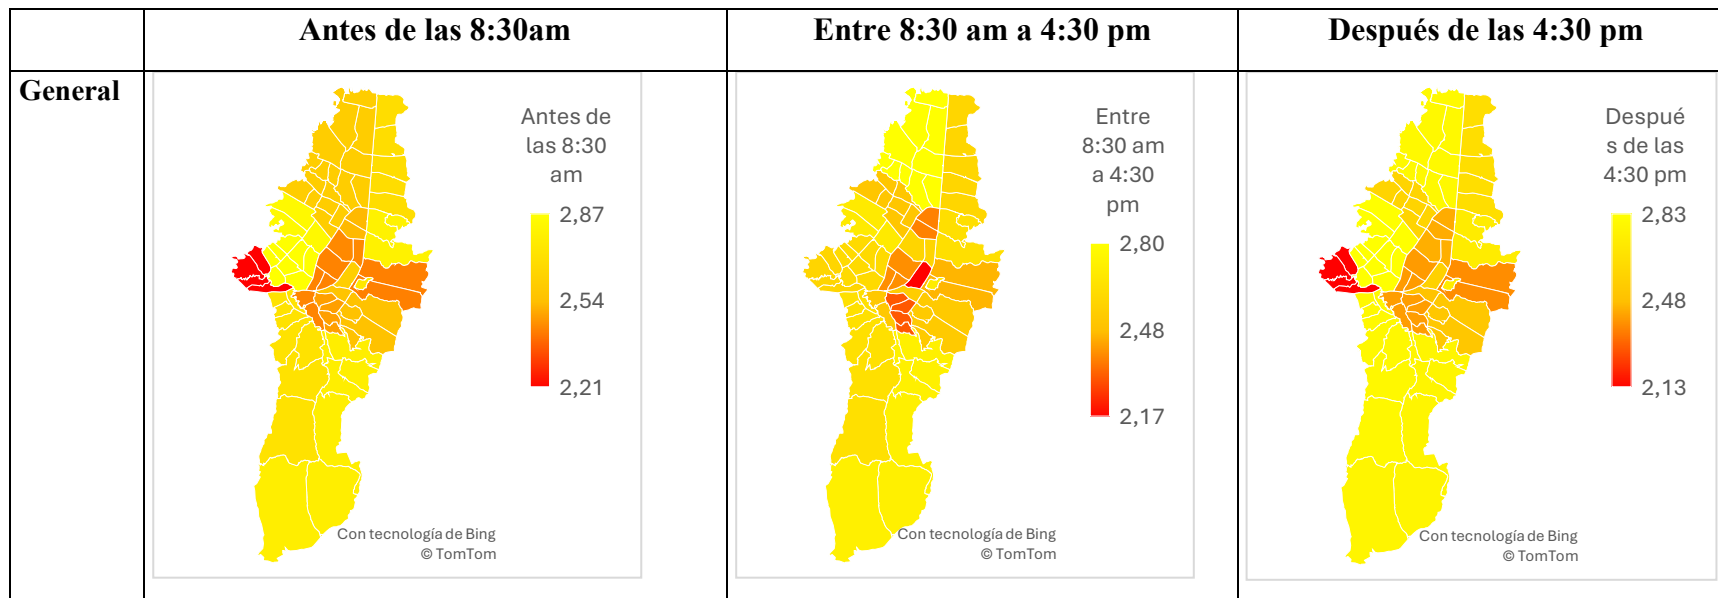 Antes de las 8:30am
Entre 8:30 am a 4:30 pm
Después de las 4:30 pm
General
Antes de
las 8:30
am
2,87
2,54
2,21
Con tecnología de Bing
© TomTom
Entre
8:30 am
a 4:30
pm
2,80
2,48
2,17
Con tecnología de Bing
© TomTom
Despué
s de las
4:30 pm
2,83
2,48
2,13
Con tecnología de Bing
© TomTom